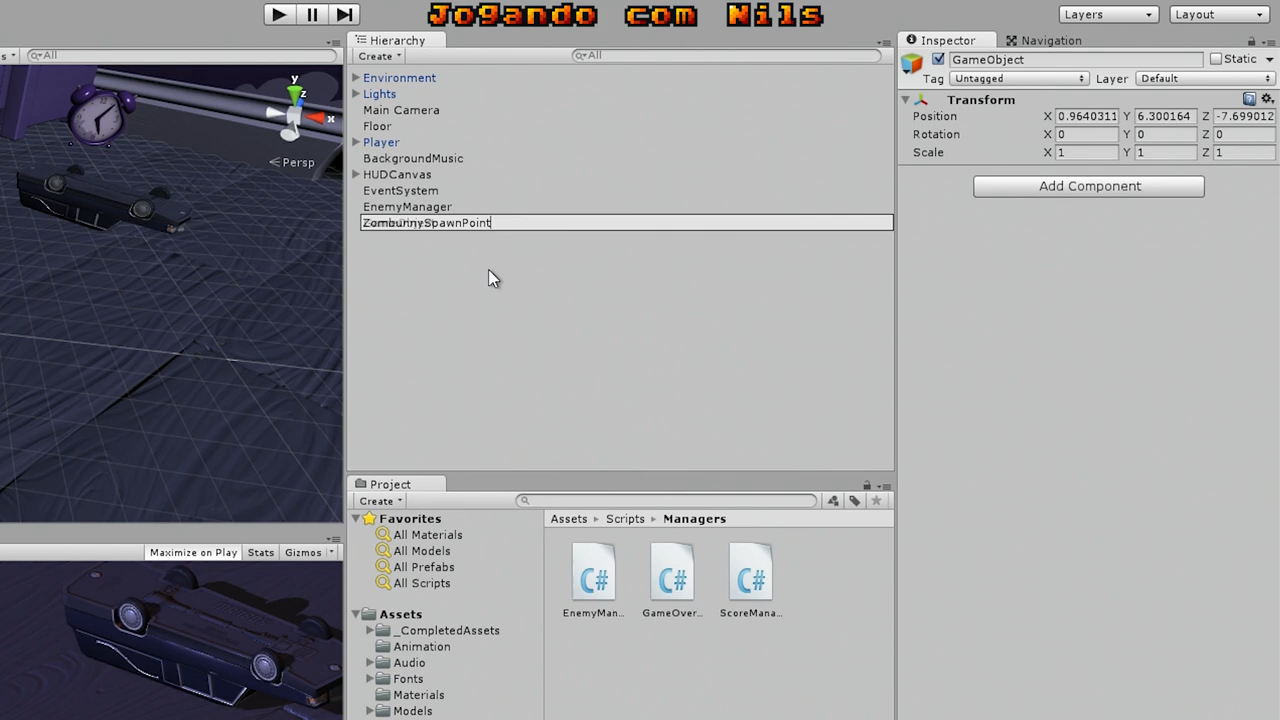 Jogando com Nils
Layers
Layout
s
All
y
z
x
Persp
Hierarchy
Create
All
Environment
Lights
Main Camera
Floor
Player
BackgroundMusic
HUDCanvas
EventSystem
EnemyManager
ZombunnySpawnPoint
Inspector
Navigation
GameObject
Static
Tag Untagged
Layer Default
Transform
Position X 0.9640311 Y 6.300164 Z -7.699012
Rotation X 0 Y 0 Z 0
Scale X 1 Y 1 Z 1
Add Component
Maximize on Play
Stats
Gizmos
Project
Create
Favorites
All Materials
All Models
All Prefabs
All Scripts
Assets
_CompletedAssets
Animation
Audio
Fonts
Materials
Models
Assets
Scripts
Managers
C#
C#
C#
EnemyMan...
GameOver...
ScoreMana...